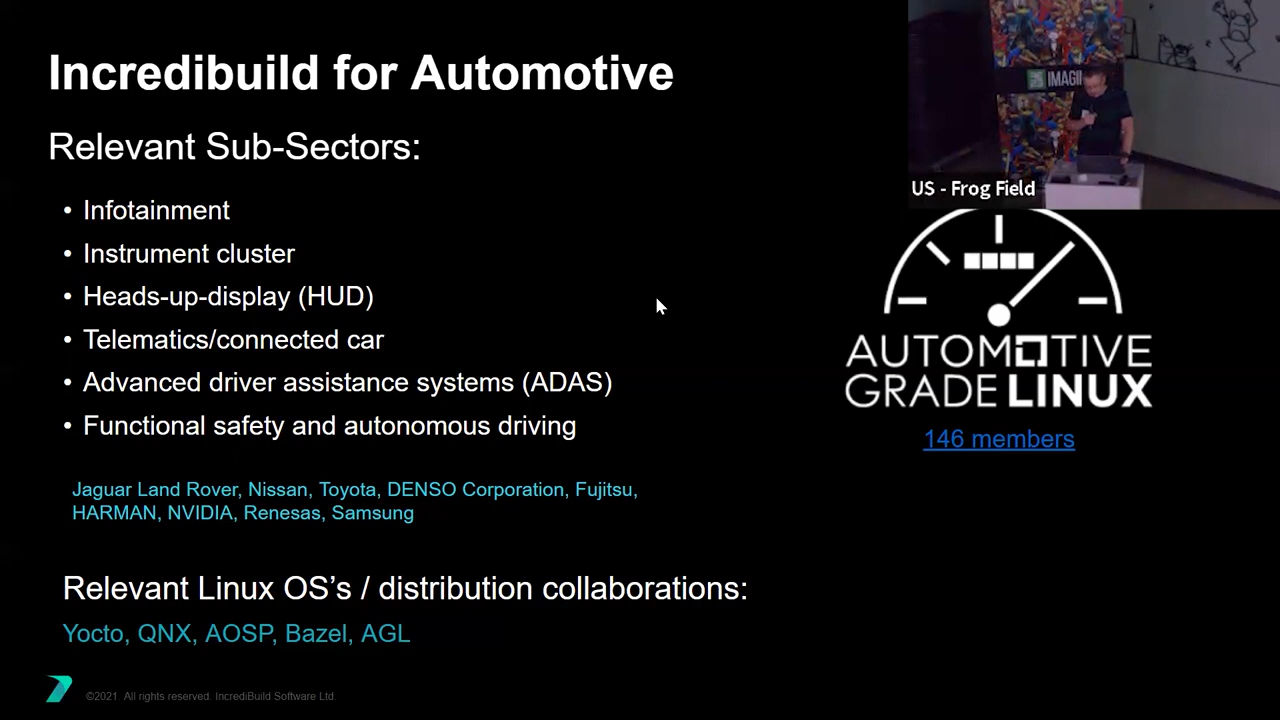 Incredibuild for Automotive
Relevant Sub-Sectors:
• Infotainment
• Instrument cluster
• Heads-up-display (HUD)
• Telematics/connected car
• Advanced driver assistance systems (ADAS)
• Functional safety and autonomous driving
Jaguar Land Rover, Nissan, Toyota, DENSO Corporation, Fujitsu,
HARMAN, NVIDIA, Renesas, Samsung
Relevant Linux OS's / distribution collaborations:
Yocto, QNX, AOSP, Bazel, AGL
©2021 All rights reserved. IncrediBuild Software Ltd
IMAGI
US - Frog Field
AUTOMOTIVE
GRADE LINUX
146 members